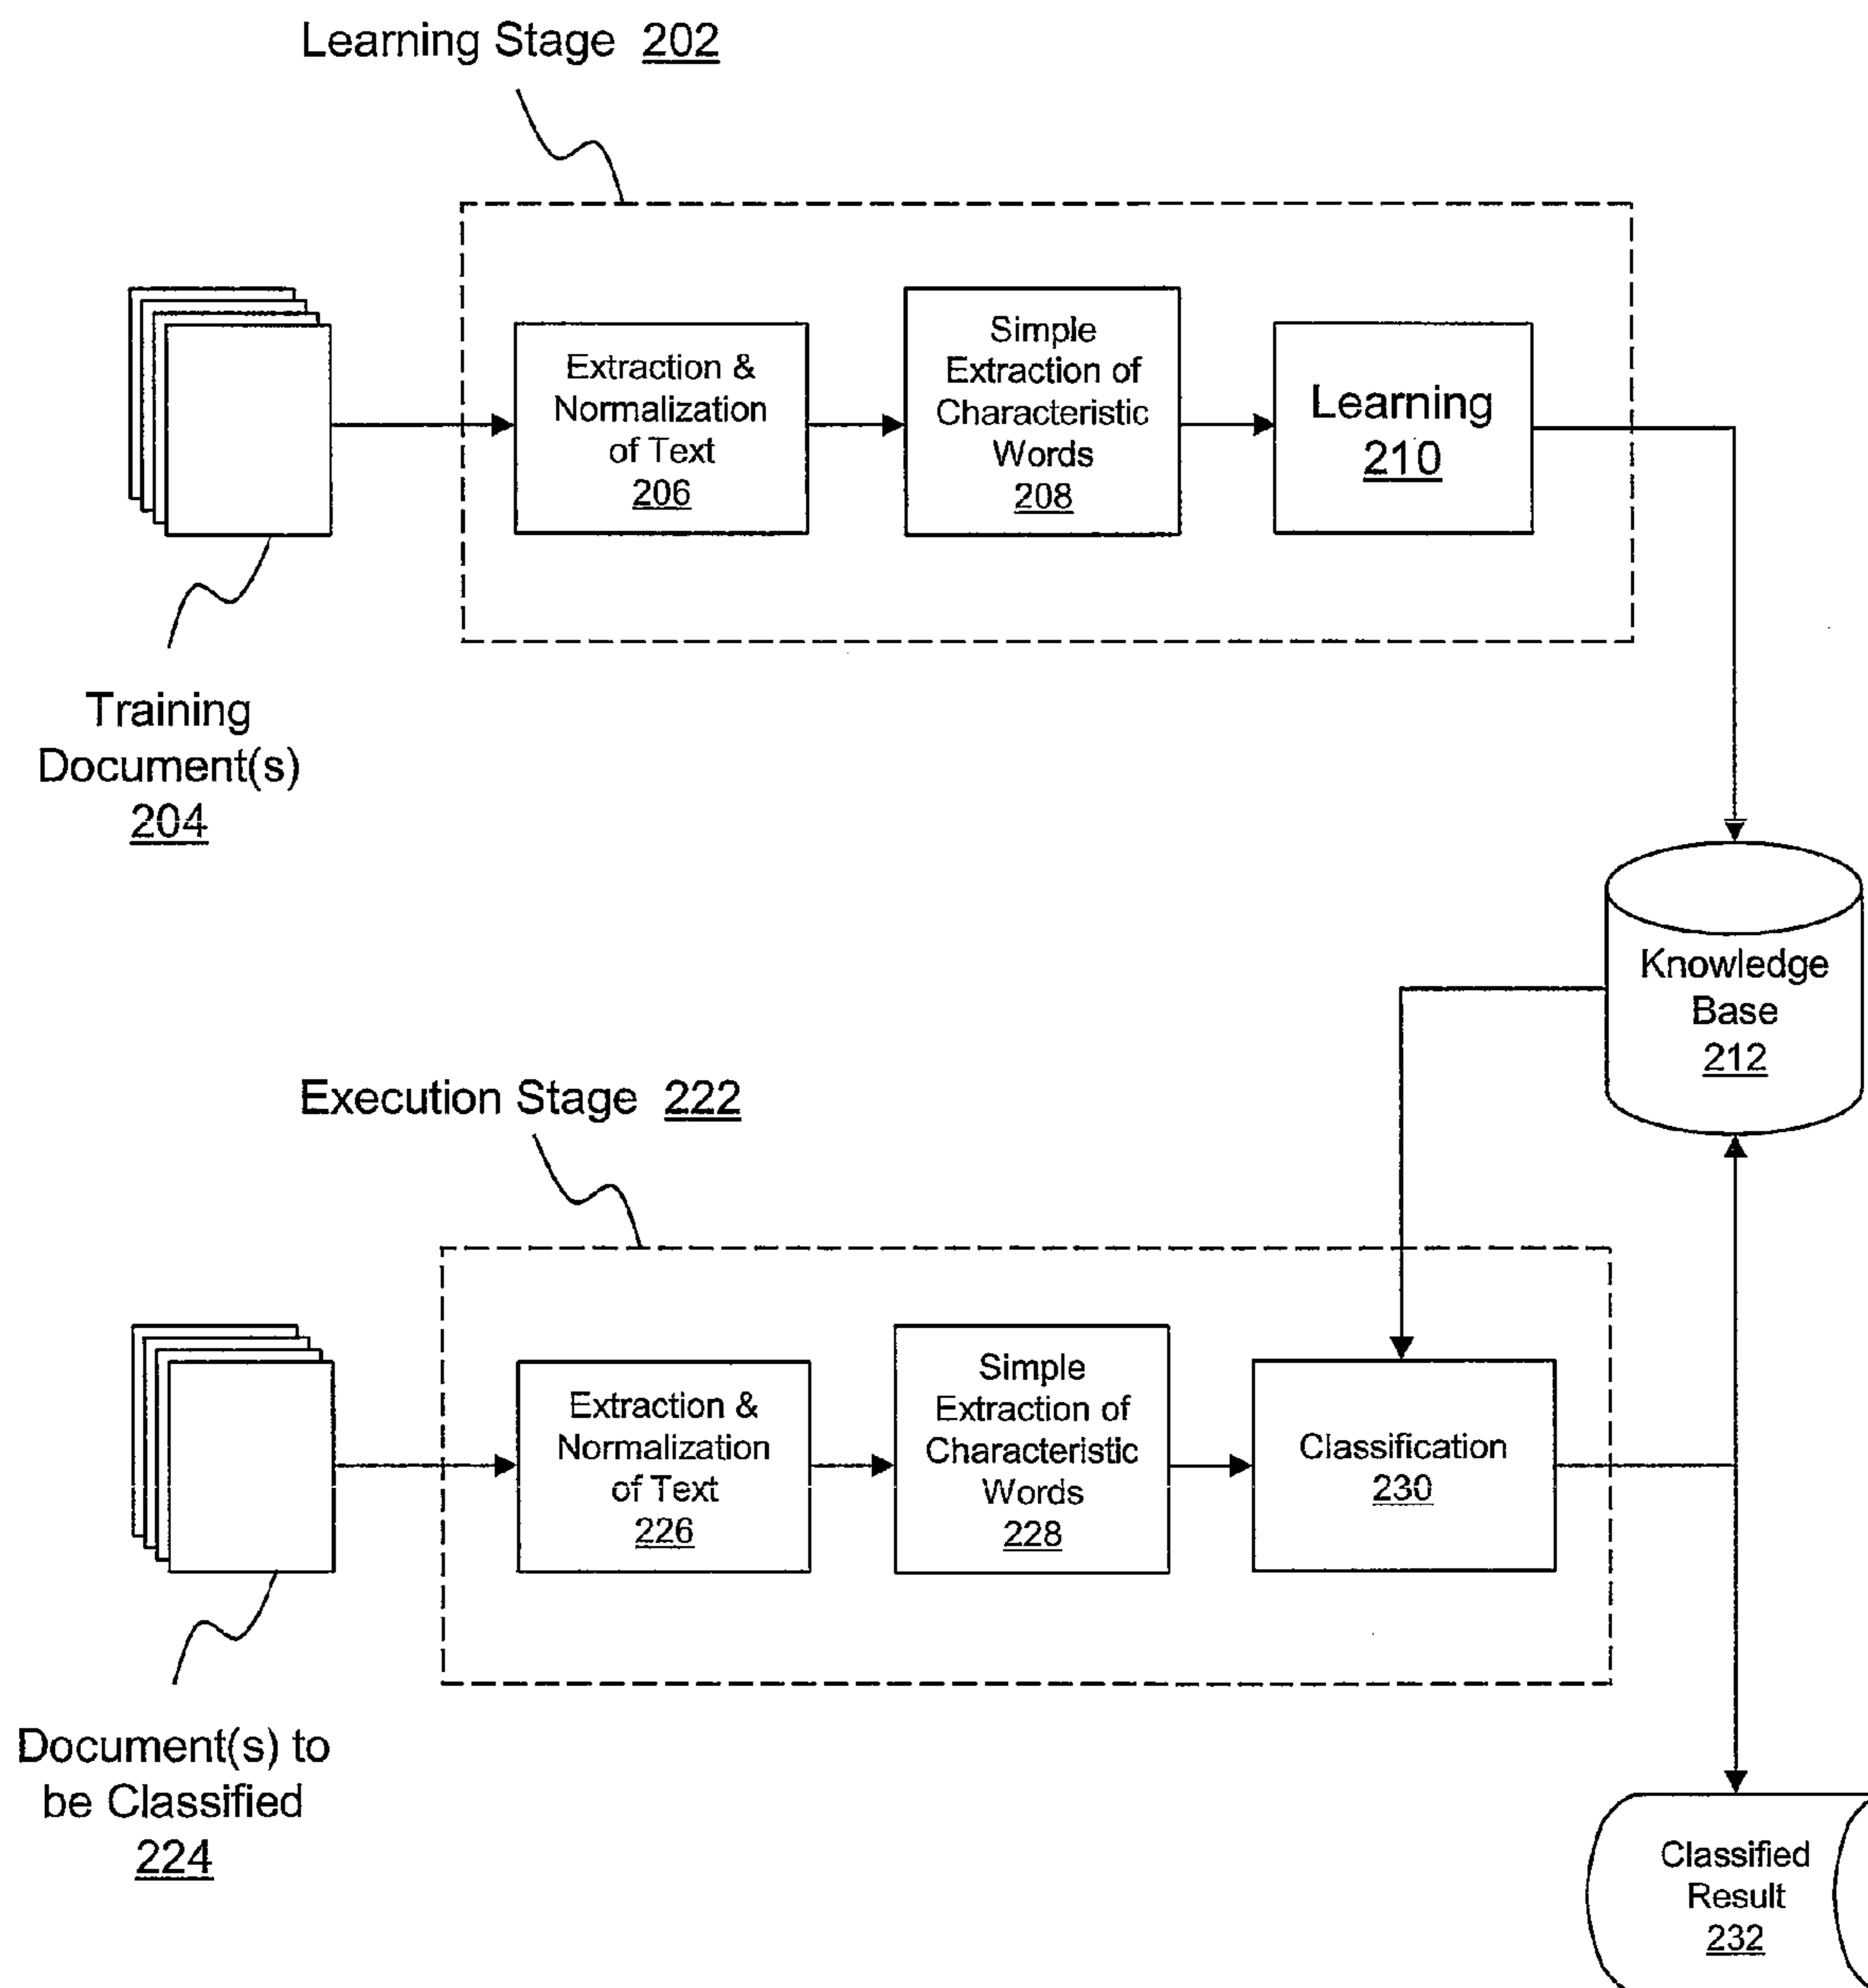 Learning Stage 202
Extraction &
Normalization
of Text
206
Simple
Extraction of
Characteristic
Words
208
Learning
210
Training
Document(s)
204
Knowledge
Base
212
Execution Stage 222
Extraction &
Normalization
of Text
226
Simple
Extraction of
Characteristic
Words
228
Classification
230
Document(s) to
be Classified
224
Classified
Result
232